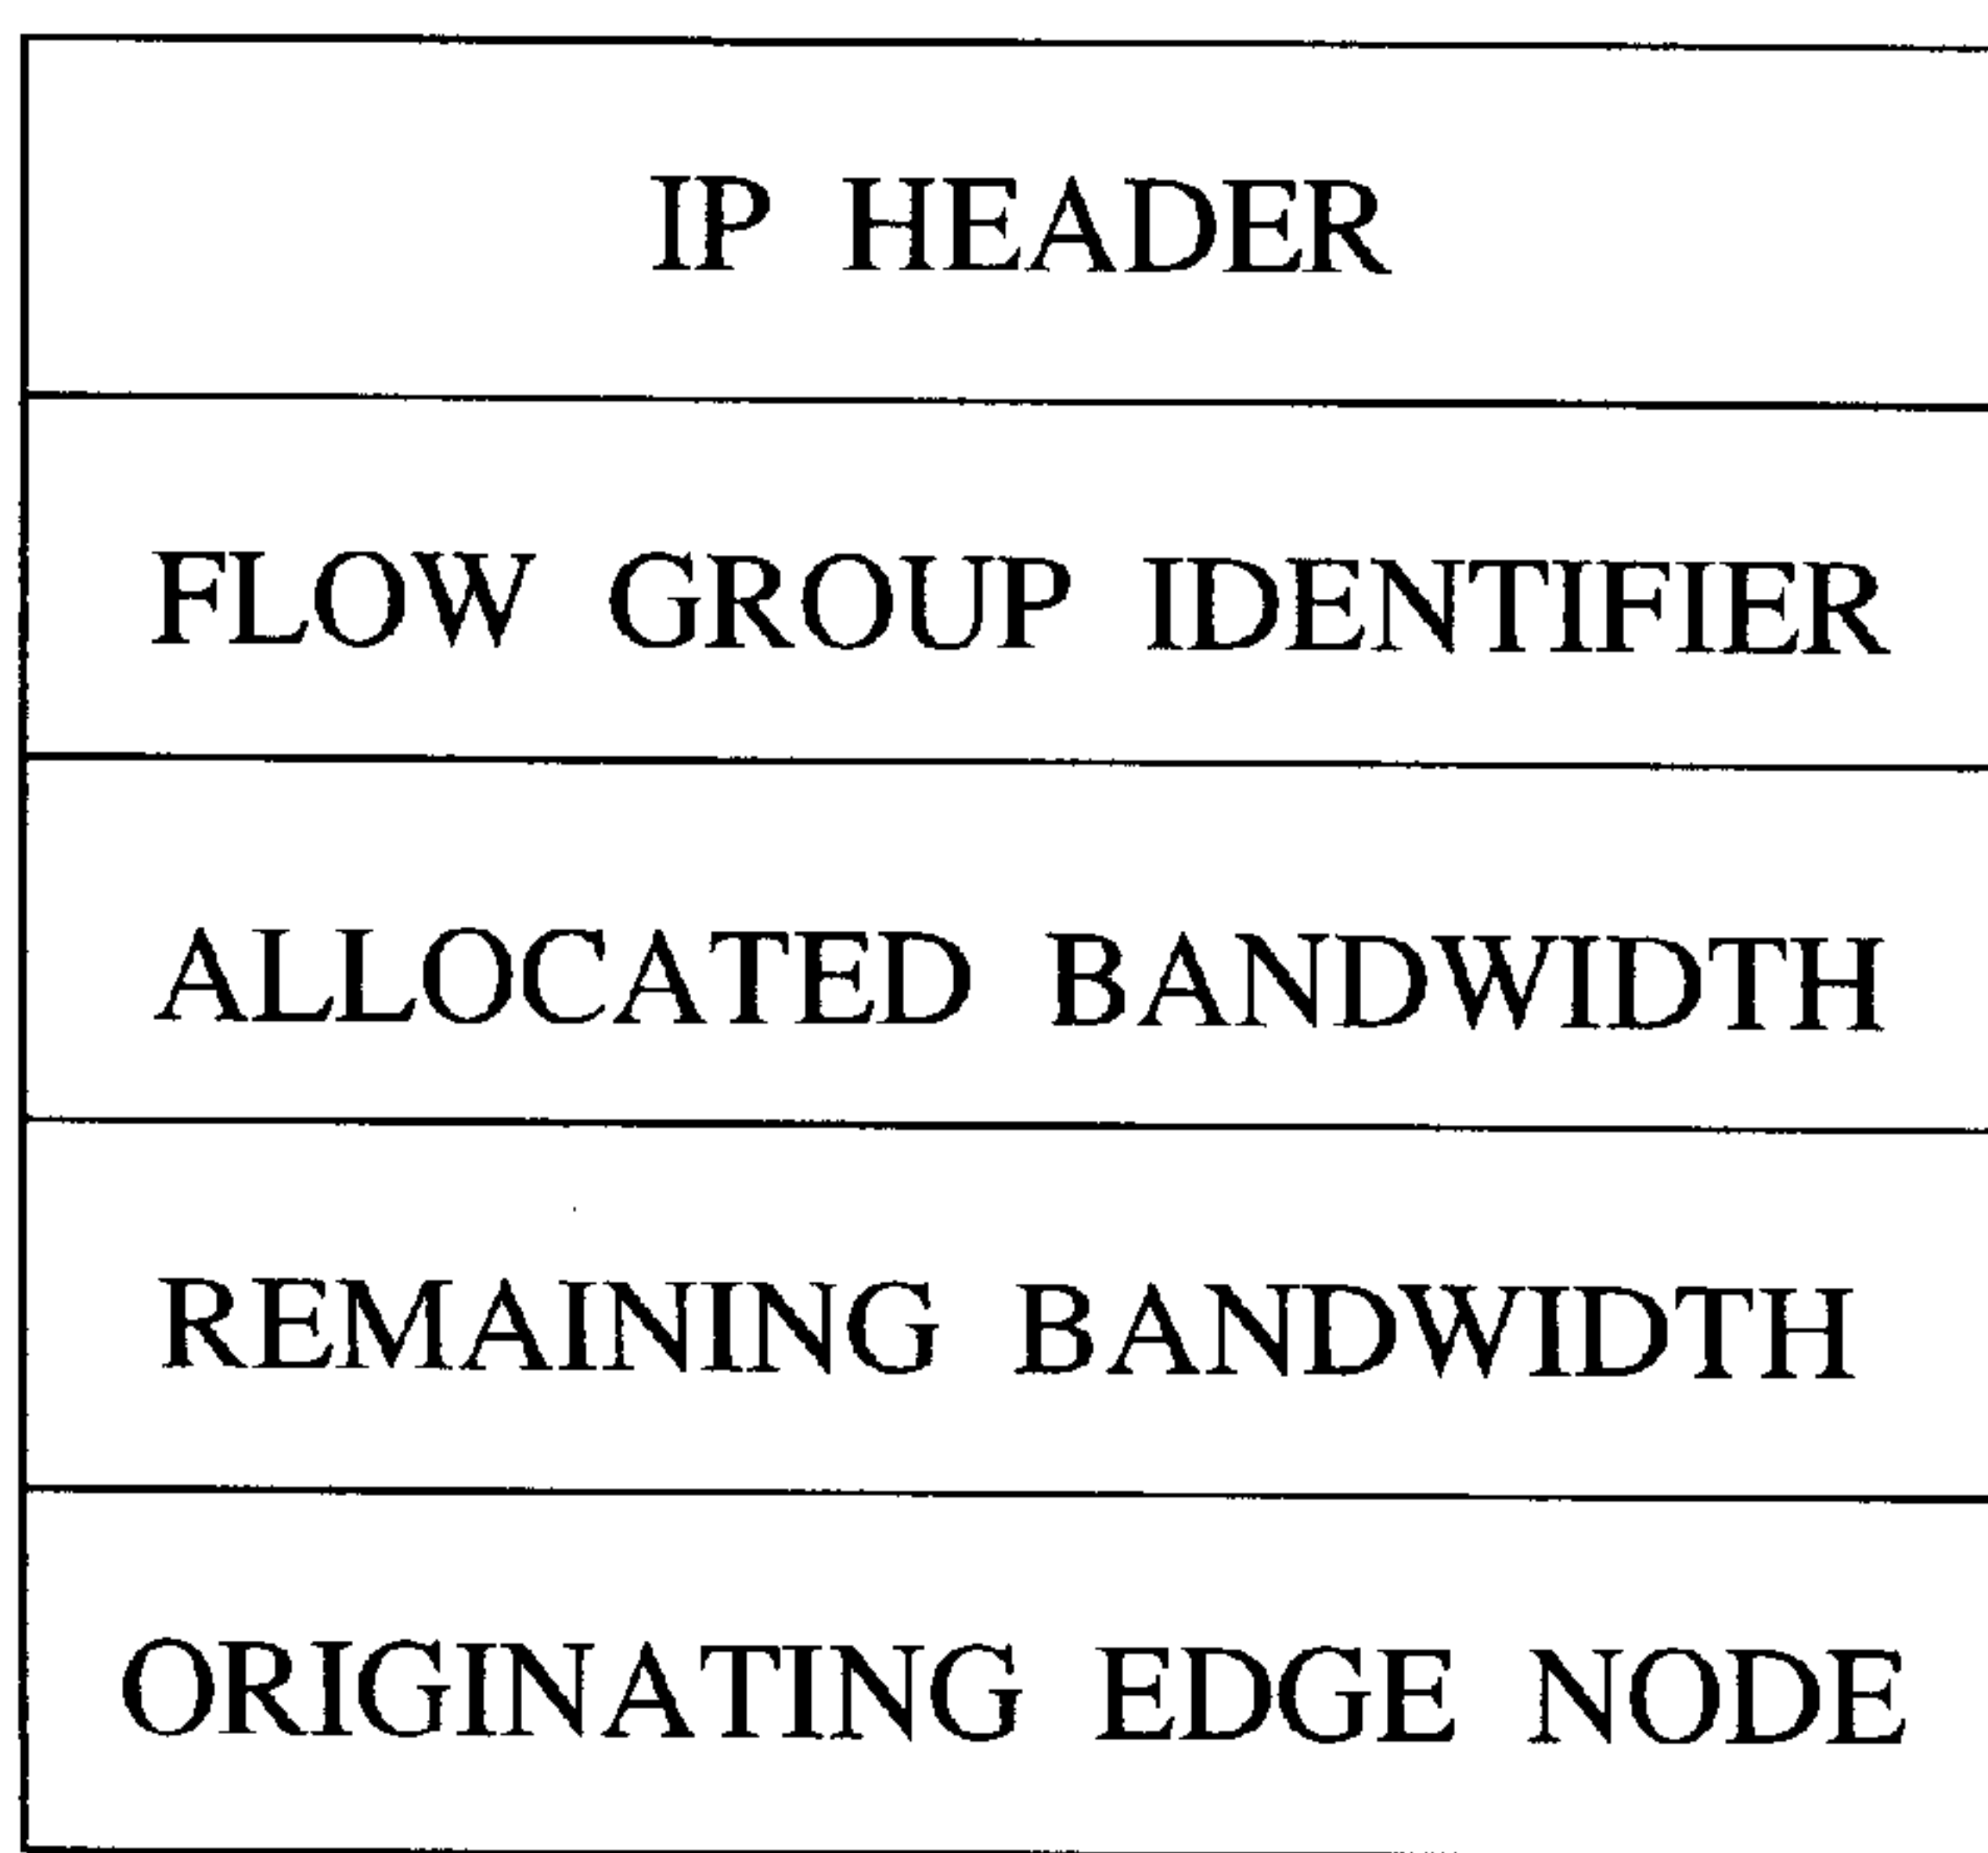 IP HEADER
FLOW GROUP IDENTIFIER
ALLOCATED BANDWIDTH
REMAINING BANDWIDTH
ORIGINATING EDGE NODE